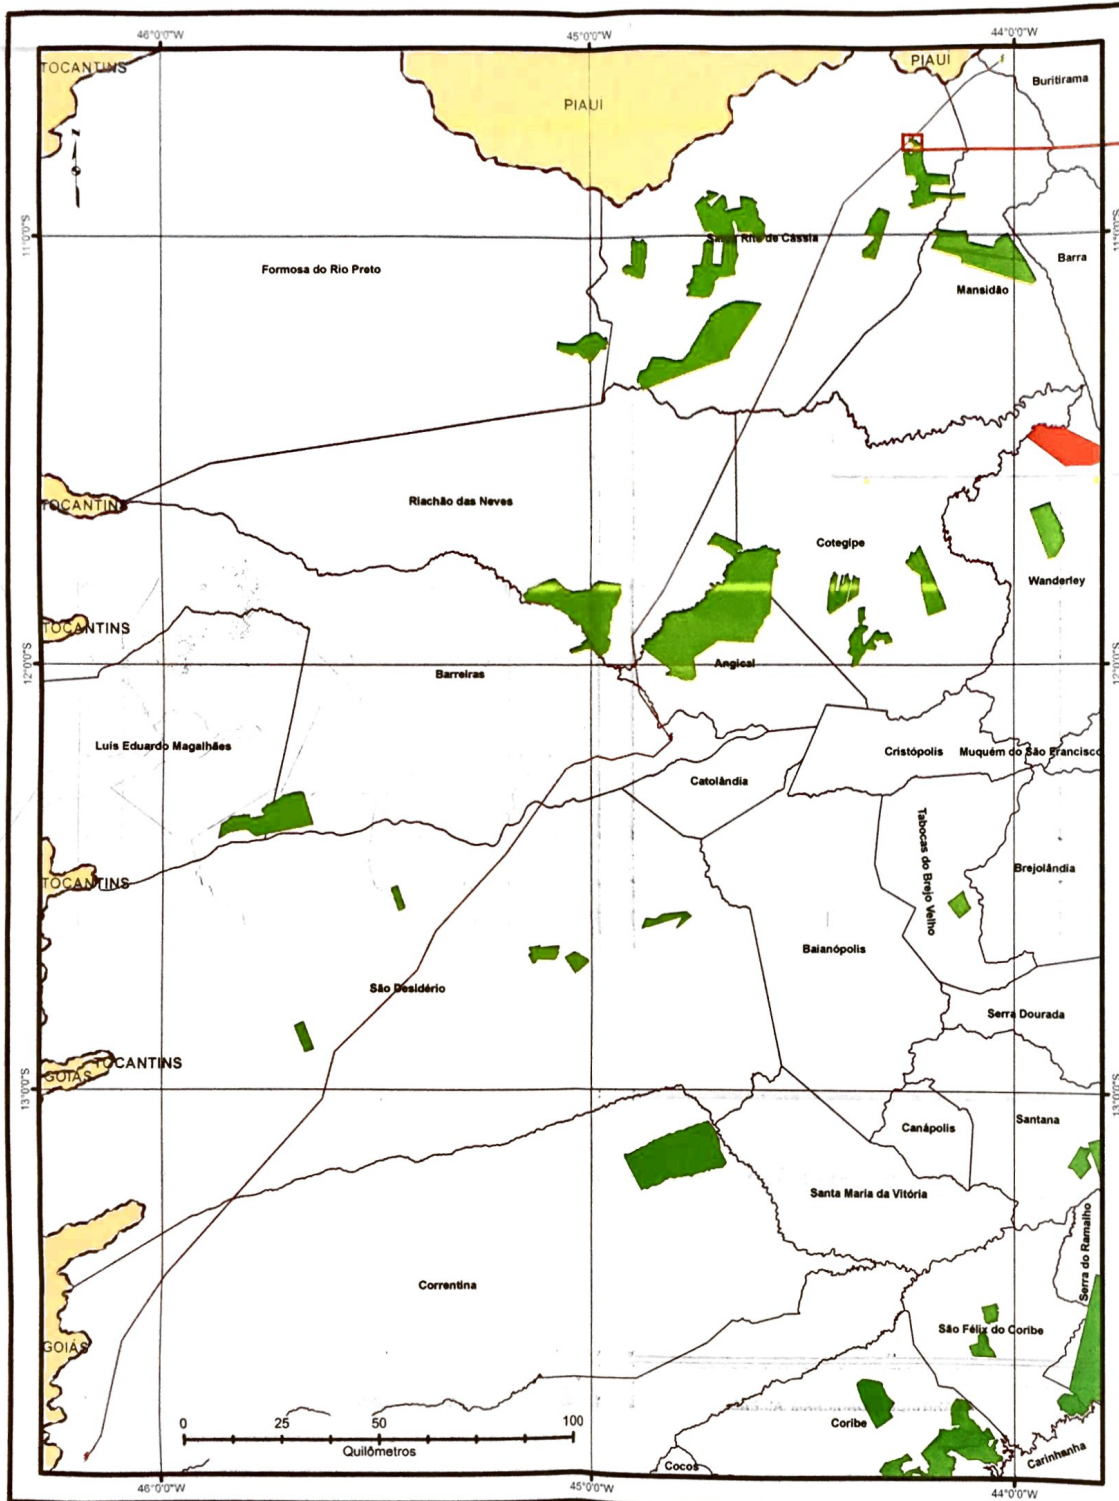 46°0'0"W
45°0'0"W
44°0'0"W
TOCANTINS
PIAUI
PIAUI
Buritirama
N
11°0'0"S
11°0'0"S
Santa Rita de Cássia
Formosa do Rio Preto
Barra
Mansidão
TOCANTINS
Riachão das Neves
Cotegipe
Wanderley
TOCANTINS
12°0'0"S
12°0'0"S
Barreiras
Angical
Luis Eduardo Magalhães
Cristópolis
Muquém do São Francisco
Catolândia
Tabocas do Brejo Velho
Brejolândia
TOCANTINS
Baianópolis
São Desidério
Serra Dourada
TOCANTINS
GOIÁS
13°0'0"S
13°0'0"S
Canápolis
Santana
Santa Maria da Vitória
Serra do Ramalho
Correntina
São Félix do Coribe
GOIÁS
0 25 50 100
Quilômetros
Coribe
Cocos
Carinhanha
46°0'0"W
45°0'0"W
44°0'0"W